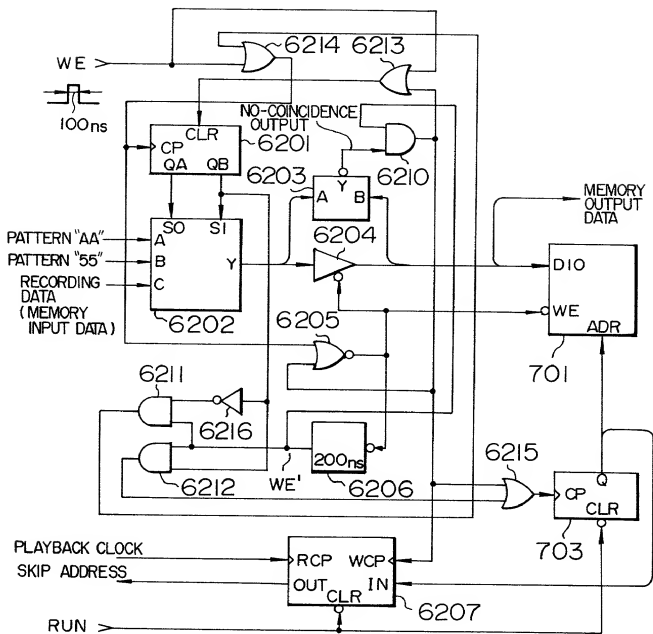 WE
100ns
6214
6213
NO-COINCIDENCE
OUTPUT
CLR
CP
QA QB
6201
6210
6203
A Y B
S0 S1
PATTERN "AA"
PATTERN "55"
RECORDING
DATA
(MEMORY
INPUT DATA)
A
B
C
Y
6202
6204
MEMORY
OUTPUT
DATA
DIO
WE
ADR
701
6205
6211
6216
6212
200ns
WE'
6206
6215
Q
CP
CLR
703
PLAYBACK CLOCK
SKIP ADDRESS
RCP WCP
OUT IN
CLR
6207
RUN